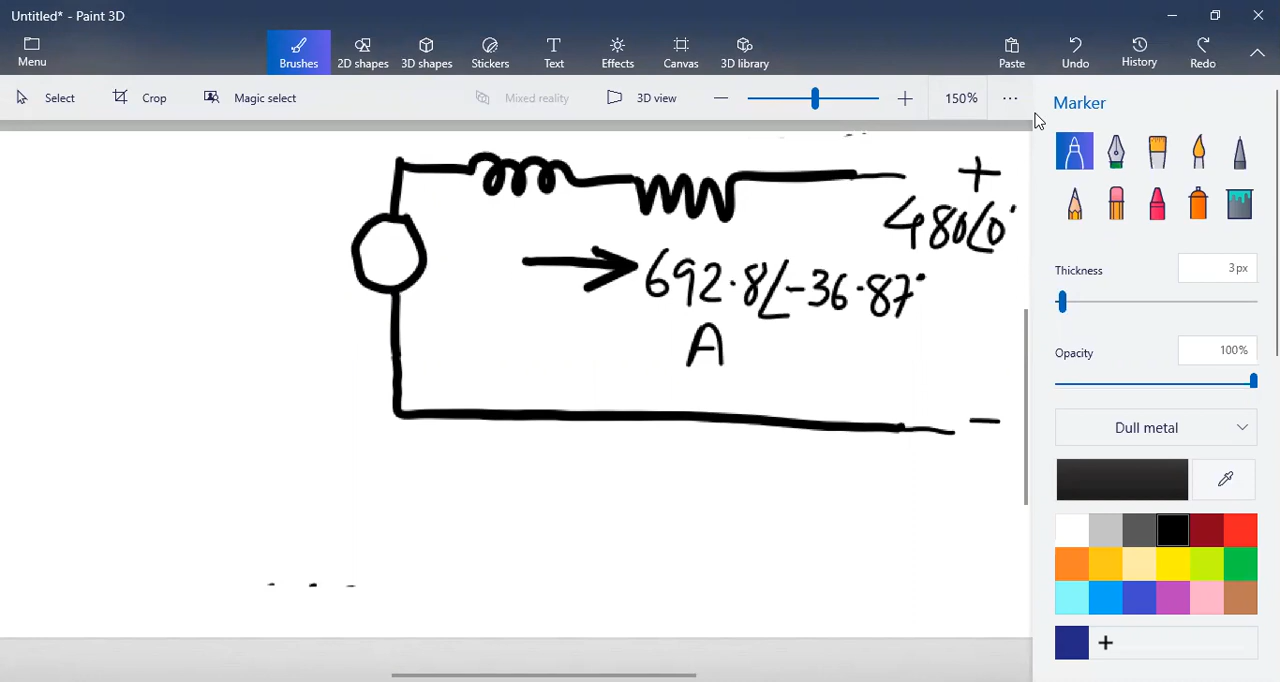 Untitled* - Paint 3D
Menu
Brushes
2D shapes
3D shapes
Stickers
Text
Effects
Canvas
3D library
Paste
Undo
History
Redo
Select
Crop
Magic select
Mixed reality
3D view
150%
Marker
Thickness
3px
Opacity
100%
Dull metal
+
480∠0°
692.8∠-36.87°
A
-